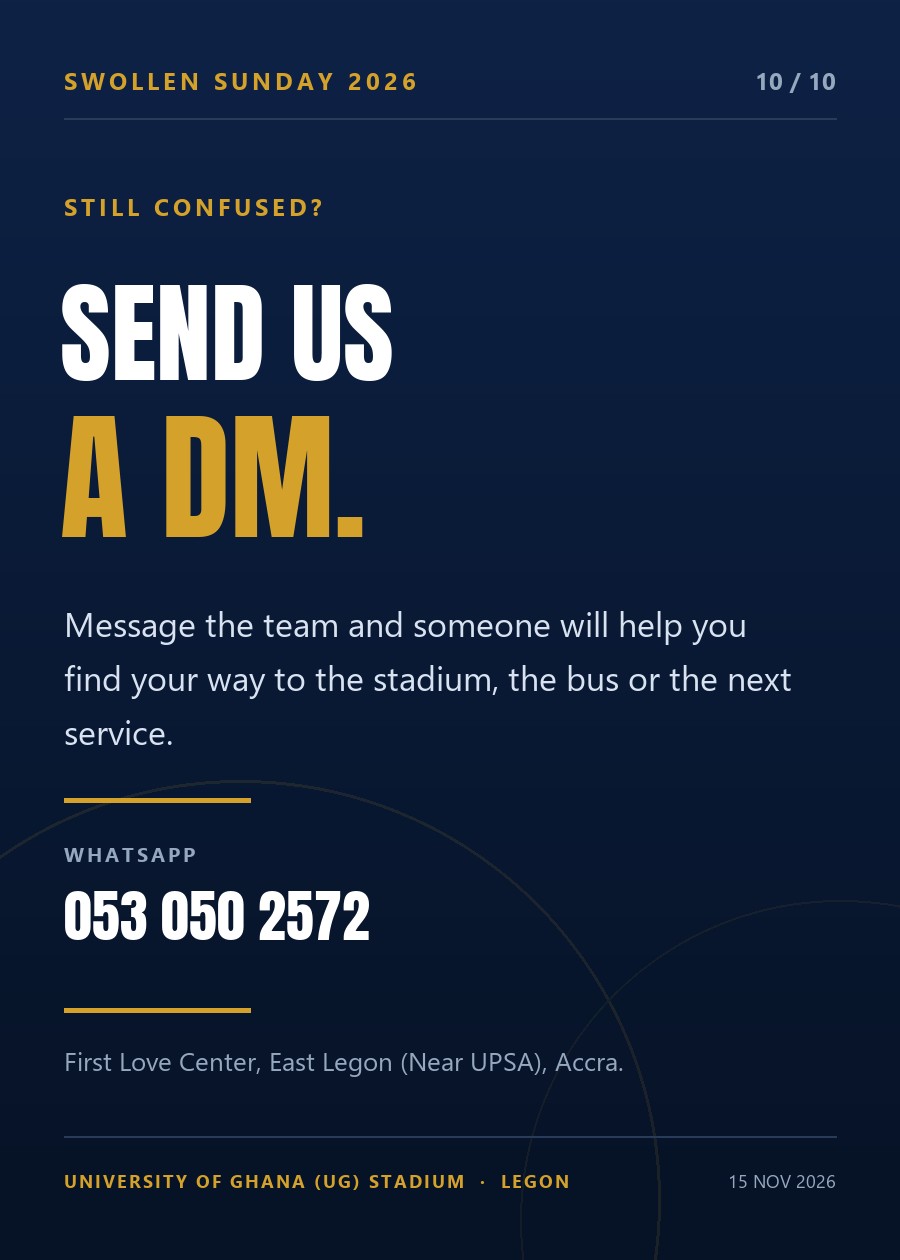 SWOLLEN SUNDAY 2026
10 / 10
STILL CONFUSED?
SEND US
A DM.
Message the team and someone will help you
find your way to the stadium, the bus or the next
service.
WHATSAPP
053 050 2572
First Love Center, East Legon (Near UPSA), Accra.
UNIVERSITY OF GHANA (UG) STADIUM · LEGON
15 NOV 2026